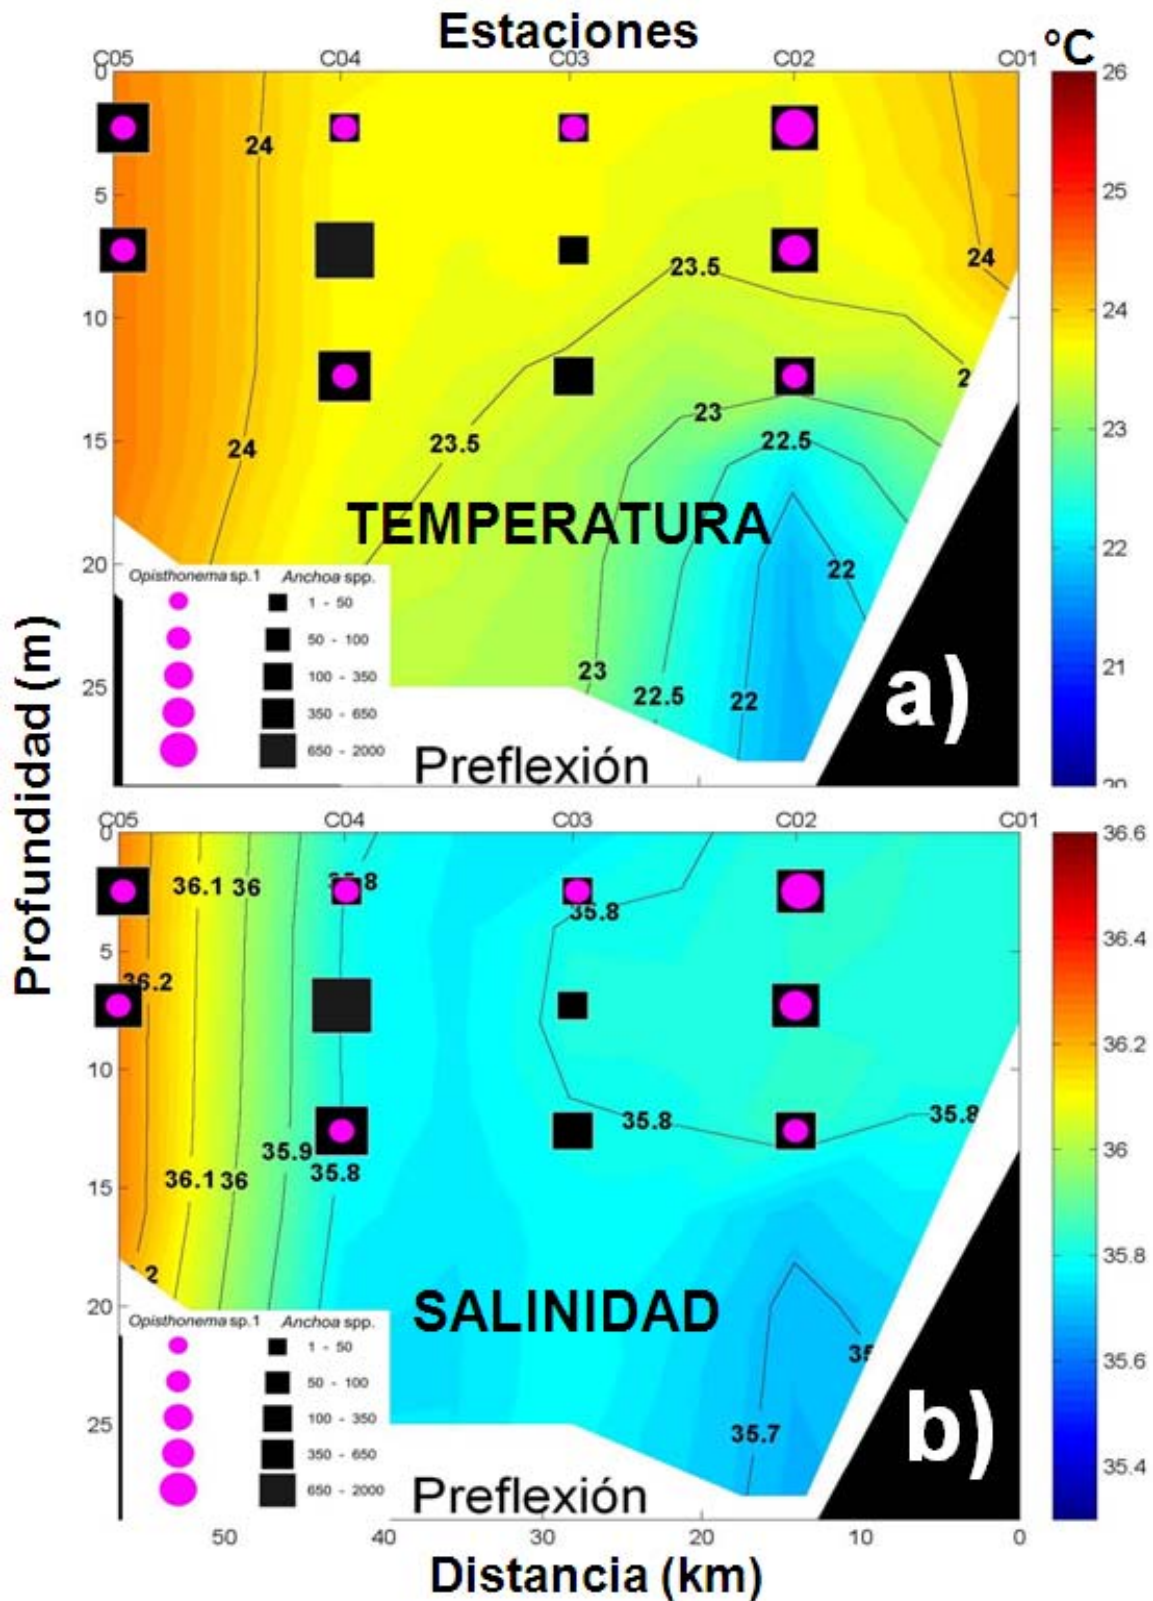 Estaciones
°C
C05 C04 C03 C02 C01
0
5
10
15
20
25
24
24
23.5
23.5
24
2
23
22.5
22
23
22.5
22
TEMPERATURA
26
25
24
23
22
21
20
Opisthonema sp.1 Anchoa spp.
1 - 50
50 - 100
100 - 350
350 - 650
650 - 2000
Preflexión
a)
Profundidad (m)
C05 C04 C03 C02 C01
0
5
10
15
20
25
36.1 36
35.8
35.8
36.2
35.8
35.8
35.9
36.1 36
35.8
.2
35
35.7
SALINIDAD
36.6
36.4
36.2
36
35.8
35.6
35.4
Opisthonema sp.1 Anchoa spp.
1 - 50
50 - 100
100 - 350
350 - 650
650 - 2000
Preflexión
b)
50 40 30 20 10 0
Distancia (km)